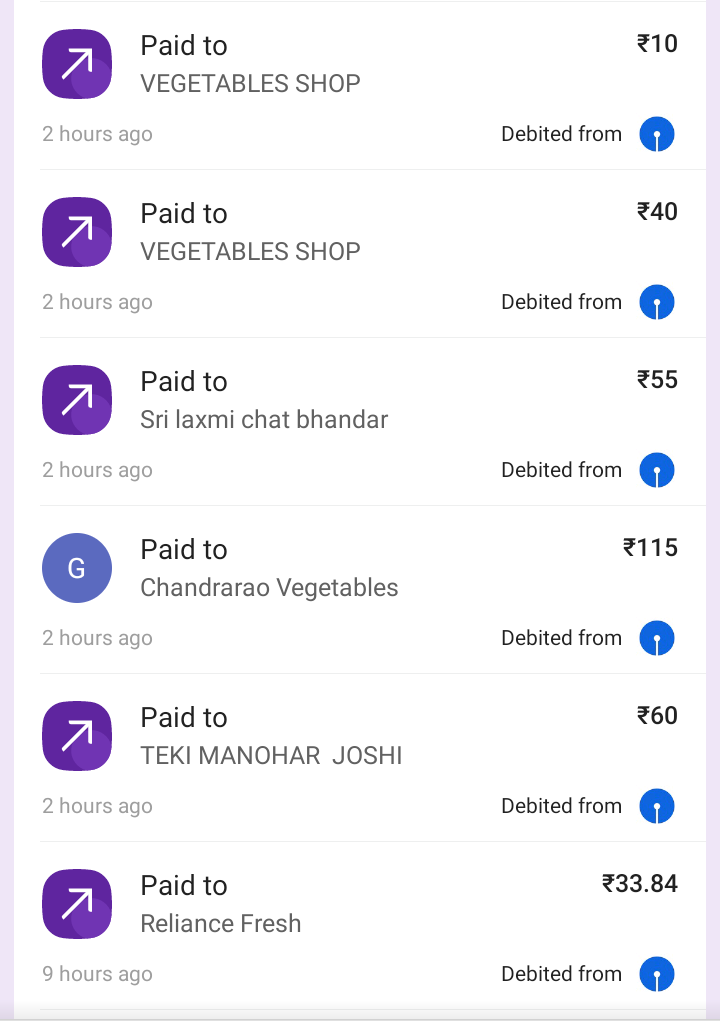 Paid to
₹10
VEGETABLES SHOP
2 hours ago
Debited from
Paid to
₹40
VEGETABLES SHOP
2 hours ago
Debited from
Paid to
₹55
Sri laxmi chat bhandar
2 hours ago
Debited from
G
Paid to
₹115
Chandrarao Vegetables
2 hours ago
Debited from
Paid to
₹60
TEKI MANOHAR  JOSHI
2 hours ago
Debited from
Paid to
₹33.84
Reliance Fresh
9 hours ago
Debited from